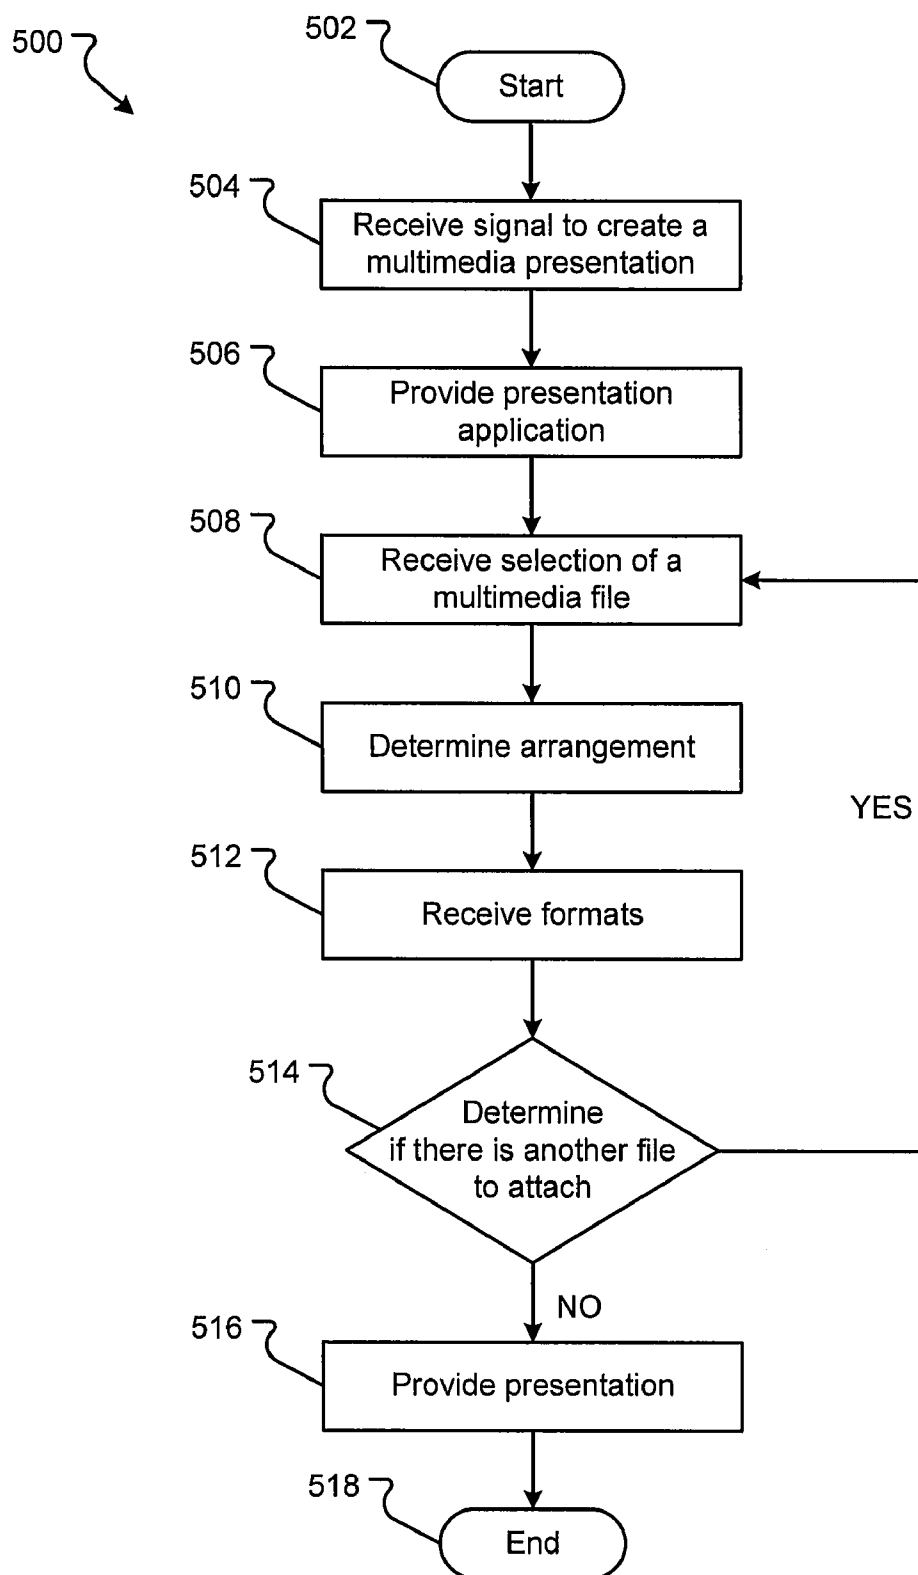 500
502
Start
504
Receive signal to create a
multimedia presentation
506
Provide presentation
application
508
Receive selection of a
multimedia file
510
Determine arrangement
YES
512
Receive formats
514
Determine
if there is another file
to attach
NO
516
Provide presentation
518
End